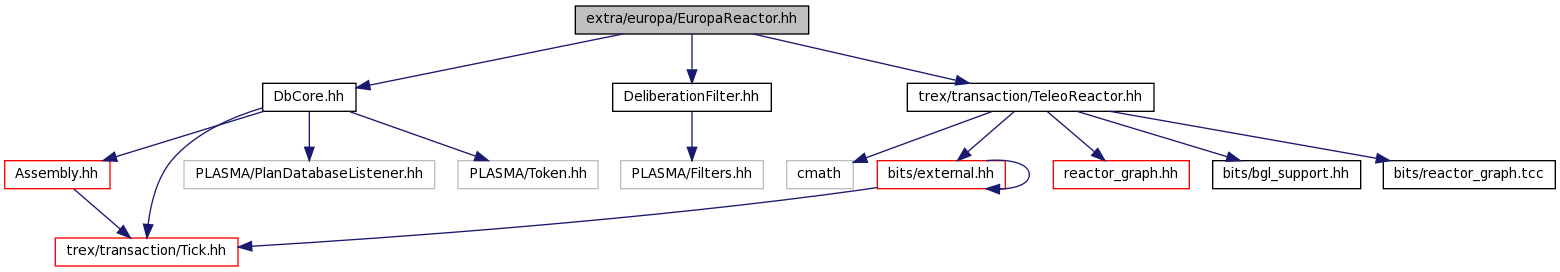 extra/europa/EuropaReactor.hh
DbCore.hh
DeliberationFilter.hh
trex/transaction/TeleoReactor.hh
Assembly.hh
PLASMA/PlanDatabaseListener.hh
PLASMA/Token.hh
PLASMA/Filters.hh
cmath
bits/external.hh
reactor_graph.hh
bits/bgl_support.hh
bits/reactor_graph.tcc
trex/transaction/Tick.hh